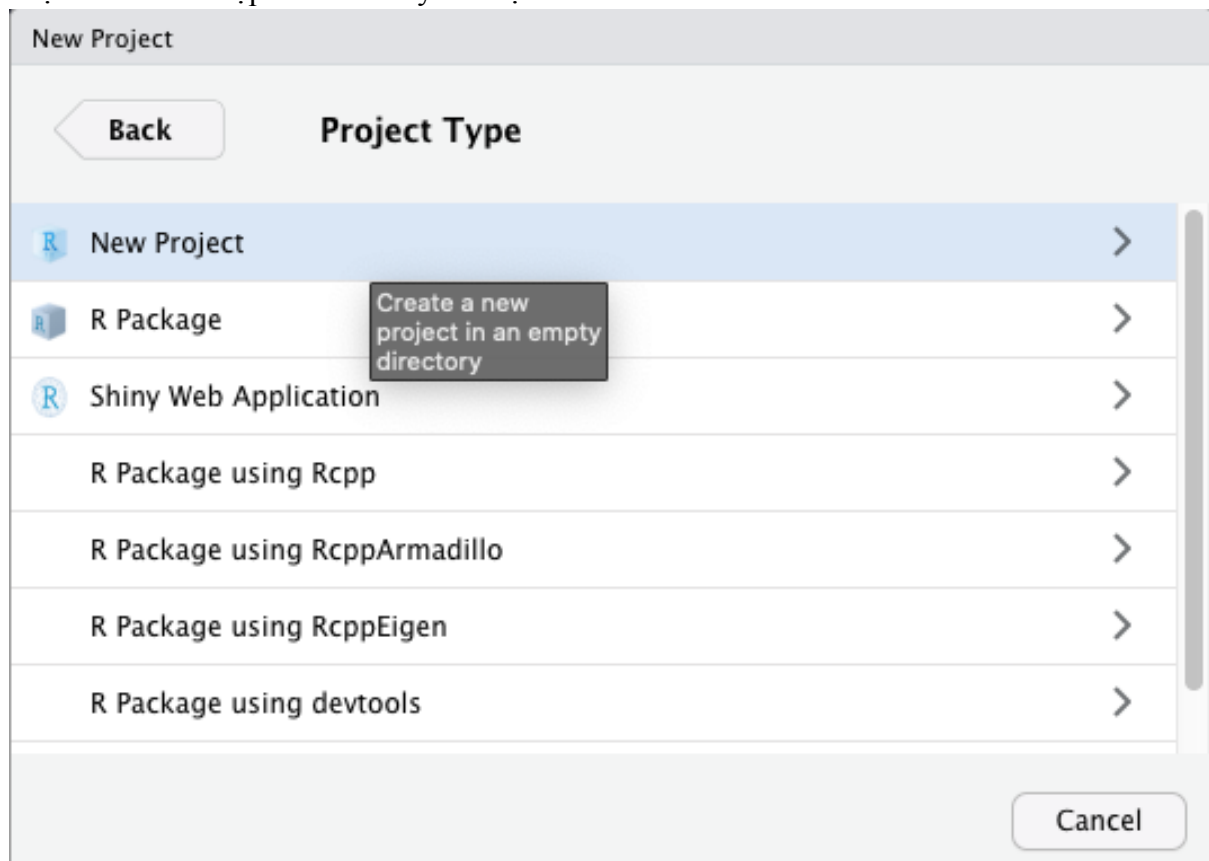 New Project
Back
Project Type
New Project
Create a new
project in an empty
directory
R Package
Shiny Web Application
R Package using Rcpp
R Package using RcppArmadillo
R Package using RcppEigen
R Package using devtools
Cancel